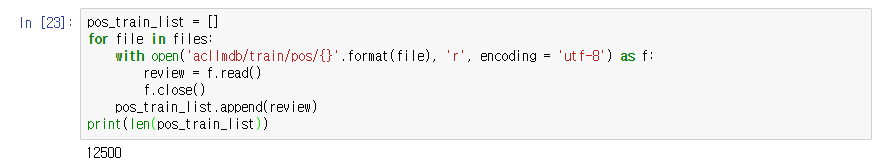 In [23]:
pos_train_list = []
for file in files:
    with open('acllmdb/train/pos/{}'.format(file), 'r', encoding = 'utf-8') as f:
        review = f.read()
        f.close()
    pos_train_list.append(review)
print(len(pos_train_list))
12500